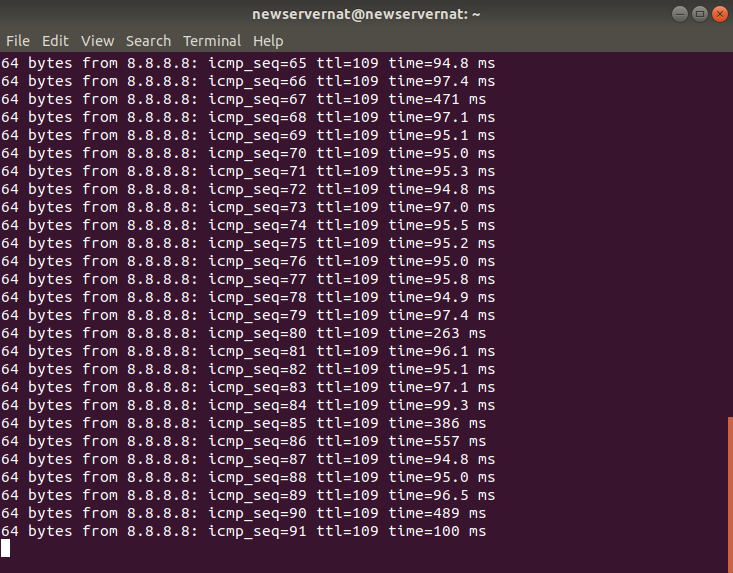 newservernat@newservernat: ~
File Edit View Search Terminal Help
64 bytes from 8.8.8.8: icmp_seq=65 ttl=109 time=94.8 ms
64 bytes from 8.8.8.8: icmp_seq=66 ttl=109 time=97.4 ms
64 bytes from 8.8.8.8: icmp_seq=67 ttl=109 time=471 ms
64 bytes from 8.8.8.8: icmp_seq=68 ttl=109 time=97.1 ms
64 bytes from 8.8.8.8: icmp_seq=69 ttl=109 time=95.1 ms
64 bytes from 8.8.8.8: icmp_seq=70 ttl=109 time=95.0 ms
64 bytes from 8.8.8.8: icmp_seq=71 ttl=109 time=95.3 ms
64 bytes from 8.8.8.8: icmp_seq=72 ttl=109 time=94.8 ms
64 bytes from 8.8.8.8: icmp_seq=73 ttl=109 time=97.0 ms
64 bytes from 8.8.8.8: icmp_seq=74 ttl=109 time=95.5 ms
64 bytes from 8.8.8.8: icmp_seq=75 ttl=109 time=95.2 ms
64 bytes from 8.8.8.8: icmp_seq=76 ttl=109 time=95.0 ms
64 bytes from 8.8.8.8: icmp_seq=77 ttl=109 time=95.8 ms
64 bytes from 8.8.8.8: icmp_seq=78 ttl=109 time=94.9 ms
64 bytes from 8.8.8.8: icmp_seq=79 ttl=109 time=97.4 ms
64 bytes from 8.8.8.8: icmp_seq=80 ttl=109 time=263 ms
64 bytes from 8.8.8.8: icmp_seq=81 ttl=109 time=96.1 ms
64 bytes from 8.8.8.8: icmp_seq=82 ttl=109 time=95.1 ms
64 bytes from 8.8.8.8: icmp_seq=83 ttl=109 time=97.1 ms
64 bytes from 8.8.8.8: icmp_seq=84 ttl=109 time=99.3 ms
64 bytes from 8.8.8.8: icmp_seq=85 ttl=109 time=386 ms
64 bytes from 8.8.8.8: icmp_seq=86 ttl=109 time=557 ms
64 bytes from 8.8.8.8: icmp_seq=87 ttl=109 time=94.8 ms
64 bytes from 8.8.8.8: icmp_seq=88 ttl=109 time=95.0 ms
64 bytes from 8.8.8.8: icmp_seq=89 ttl=109 time=96.5 ms
64 bytes from 8.8.8.8: icmp_seq=90 ttl=109 time=489 ms
64 bytes from 8.8.8.8: icmp_seq=91 ttl=109 time=100 ms